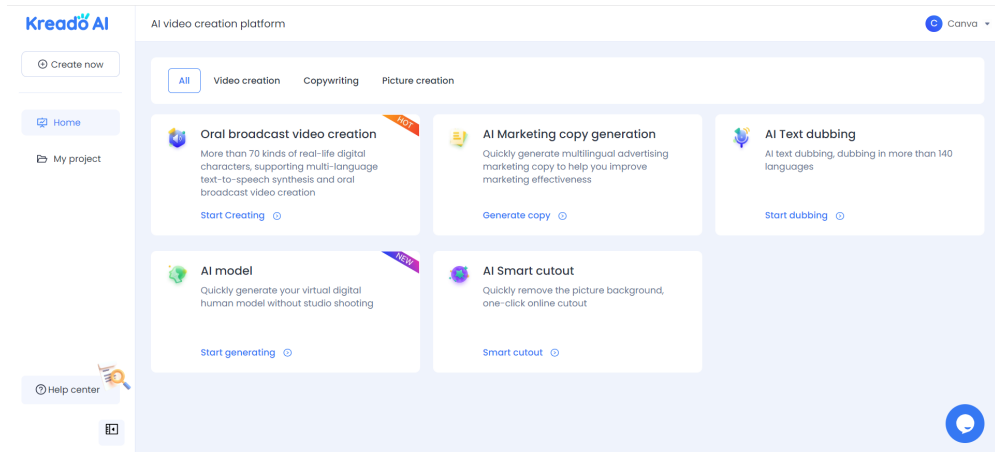 Kreado AI
AI video creation platform
C Canva
Create now
Home
My project
Help center
All Video creation Copywriting Picture creation
HOT
Oral broadcast video creation
More than 70 kinds of real-life digital
characters, supporting multi-language
text-to-speech synthesis and oral
broadcast video creation
Start Creating
AI Marketing copy generation
Quickly generate multilingual advertising
marketing copy to help you improve
marketing effectiveness
Generate copy
AI Text dubbing
AI text dubbing, dubbing in more than 140
languages
Start dubbing
NEW
AI model
Quickly generate your virtual digital
human model without studio shooting
Start generating
AI Smart cutout
Quickly remove the picture background,
one-click online cutout
Smart cutout